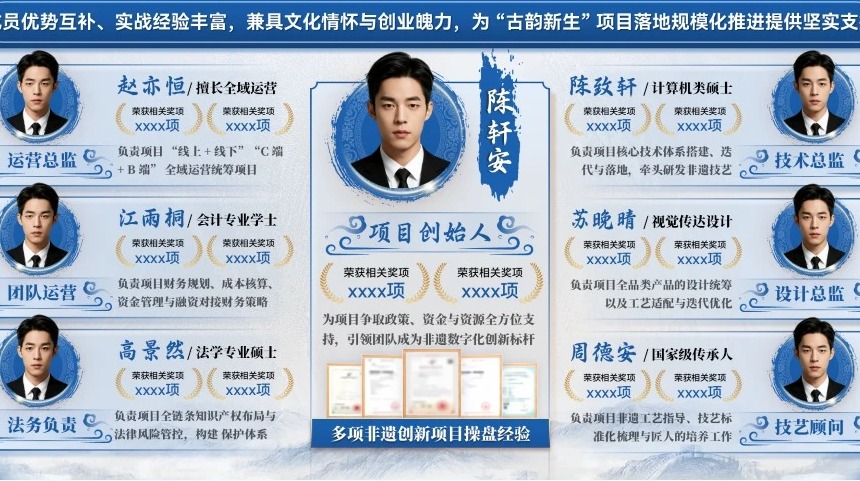 员优势互补、实战经验丰富，兼具文化情怀与创业魄力，为“古韵新生”项目落地规模化推进提供坚实支
赵亦恒/擅长全域运营
荣获相关奖项 荣获相关奖项
xxxx项 xxxx项
运营总监
负责项目“线上+线下”“C端
+B端”全域运营统筹项目
江雨桐/会计专业学士
荣获相关奖项 荣获相关奖项
xxxx项 xxxx项
团队运营
负责项目财务规划、成本核算、
资金管理与融资对接财务策略
高景然/法学专业硕士
荣获相关奖项 荣获相关奖项
xxxx项 xxxx项
法务负责
负责项目全链条知识产权布局与
法律风险管控，构建 保护体系
陈轩安
项目创始人
荣获相关奖项 荣获相关奖项
xxxx项 xxxx项
为项目争取政策、资金与资源全方位支
持，引领团队成为非遗数字化创新标杆
多项非遗创新项目操盘经验
陈致轩/计算机类硕士
荣获相关奖项 荣获相关奖项
xxxx项 xxxx项
技术总监
负责项目核心技术体系搭建、迭
代与落地，牵头研发非遗技艺
苏晚晴/视觉传达设计
荣获相关奖项 荣获相关奖项
xxxx项 xxxx项
设计总监
负责项目全品类产品的设计统筹
以及工艺适配与迭代优化
周德安/国家级传承人
荣获相关奖项 荣获相关奖项
xxxx项 xxxx项
技艺顾问
负责项目非遗工艺指导、技艺标
准化梳理与匠人的培养工作